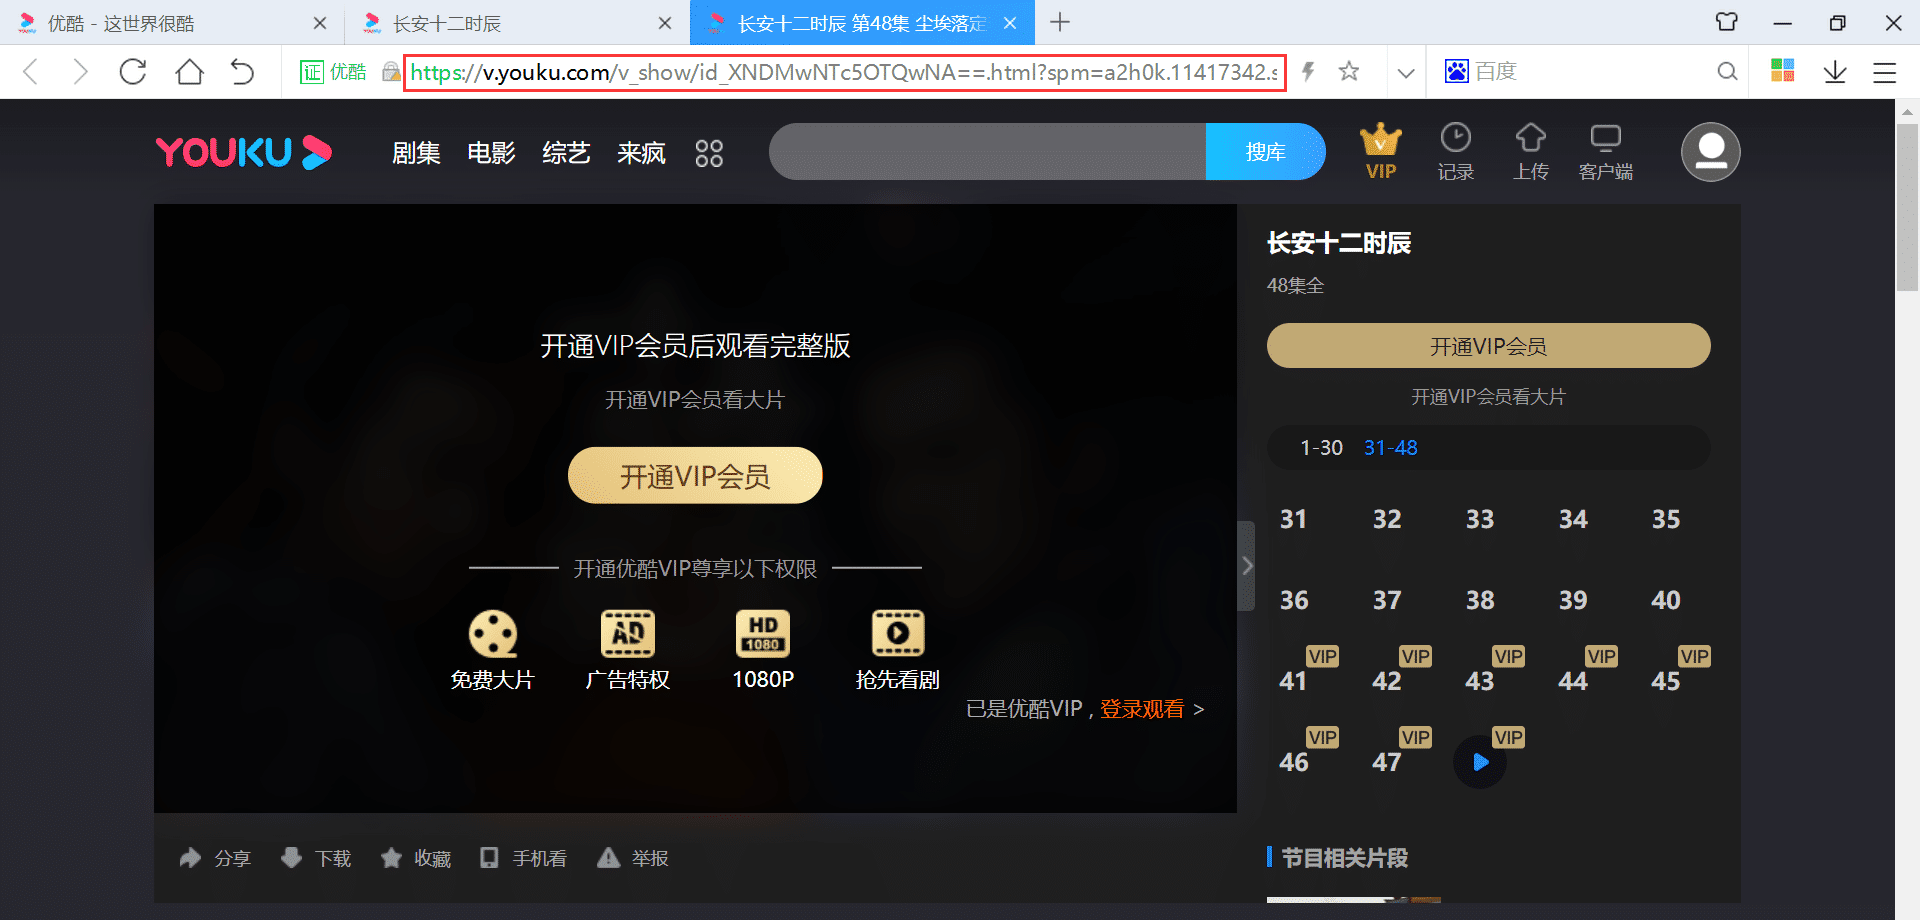 优酷 - 这世界很酷
长安十二时辰
长安十二时辰 第48集 尘埃落定
证 优酷
https://v.youku.com/v_show/id_XNDMwNTc5OTQwNA==.html?spm=a2h0k.11417342.s
百度
YOUKU
剧集 电影 综艺 来疯
搜库
VIP
记录
上传
客户端
开通VIP会员后观看完整版
开通VIP会员看大片
开通VIP会员
开通优酷VIP尊享以下权限
AD
HD
1080
免费大片 广告特权 1080P 抢先看剧
已是优酷VIP , 登录观看 >
长安十二时辰
48集全
开通VIP会员
开通VIP会员看大片
1-30 31-48
31 32 33 34 35
36 37 38 39 40
VIP VIP VIP VIP VIP
41 42 43 44 45
VIP VIP VIP
46 47
分享 下载 收藏 手机看 举报
节目相关片段